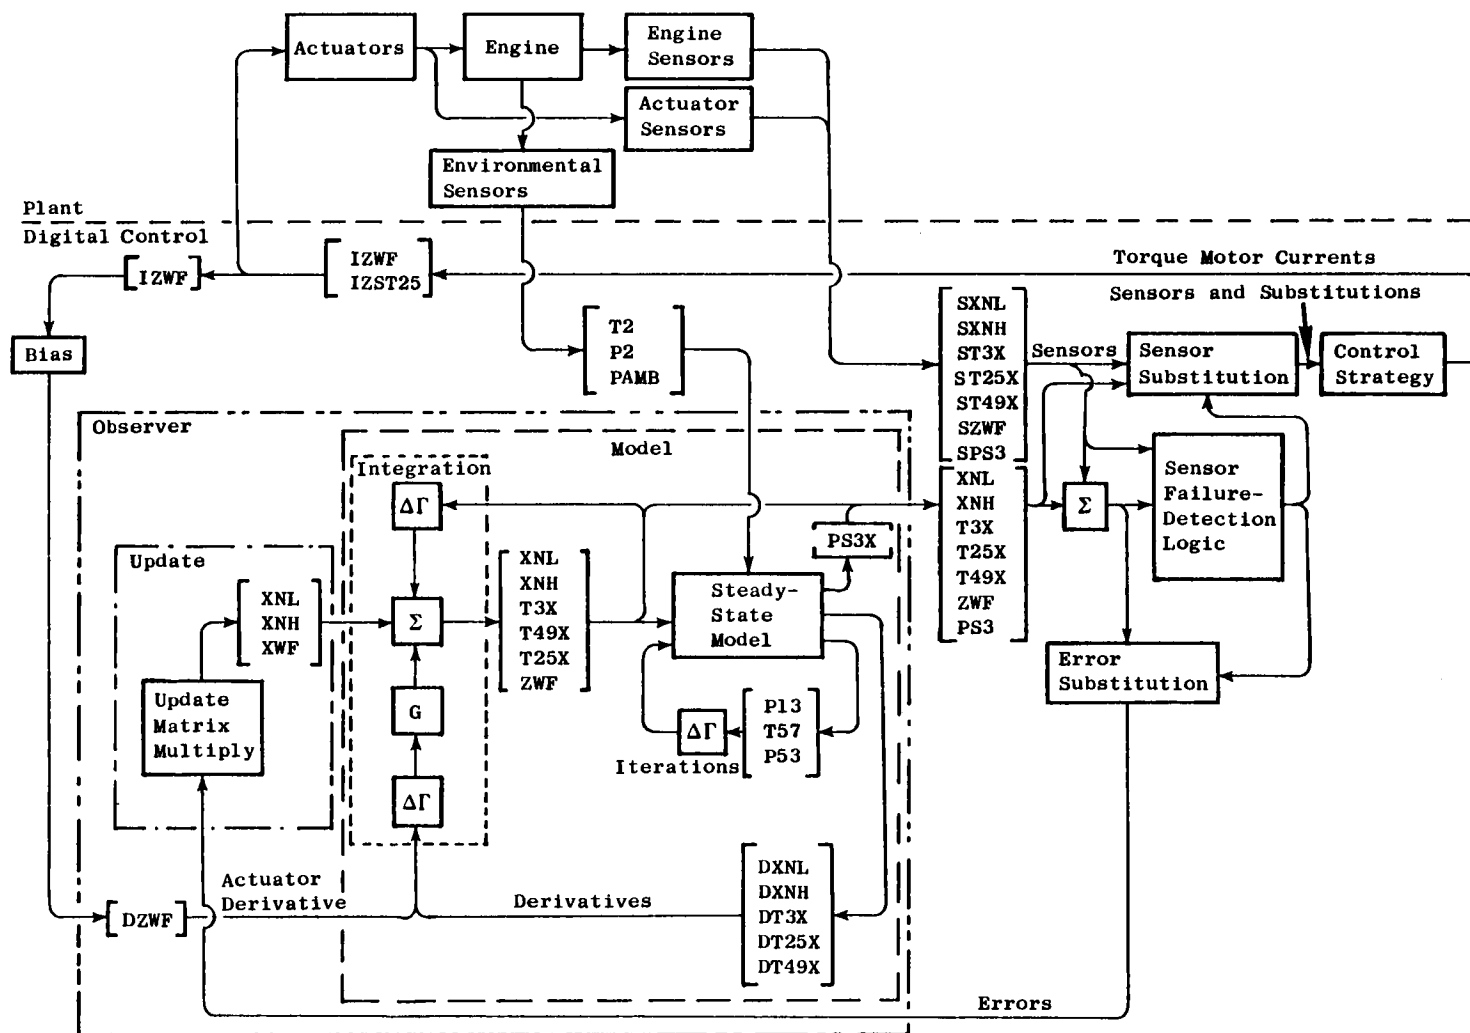 Actuators
Engine
Engine
Sensors
Actuator
Sensors
Environmental
Sensors
Plant
Digital Control
IZWF
IZWF
IZST25
Torque Motor Currents
Sensors and Substitutions
Bias
T2
P2
PAMB
SXNL
SXNH
ST3X
ST25X
ST49X
SZWF
SPS3
Sensors
Sensor
Substitution
Control
Strategy
Observer
Model
Integration
ΔΓ
XNL
XNH
T3X
T25X
T49X
ZWF
PS3
Σ
Sensor
Failure-
Detection
Logic
PS3X
Update
XNL
XNH
XWF
Σ
XNL
XNH
T3X
T49X
T25X
ZWF
Steady-
State
Model
Error
Substitution
Update
Matrix
Multiply
G
ΔΓ
P13
T57
P53
Iterations
ΔΓ
Actuator
Derivative
DZWF
Derivatives
DXNL
DXNH
DT3X
DT25X
DT49X
Errors